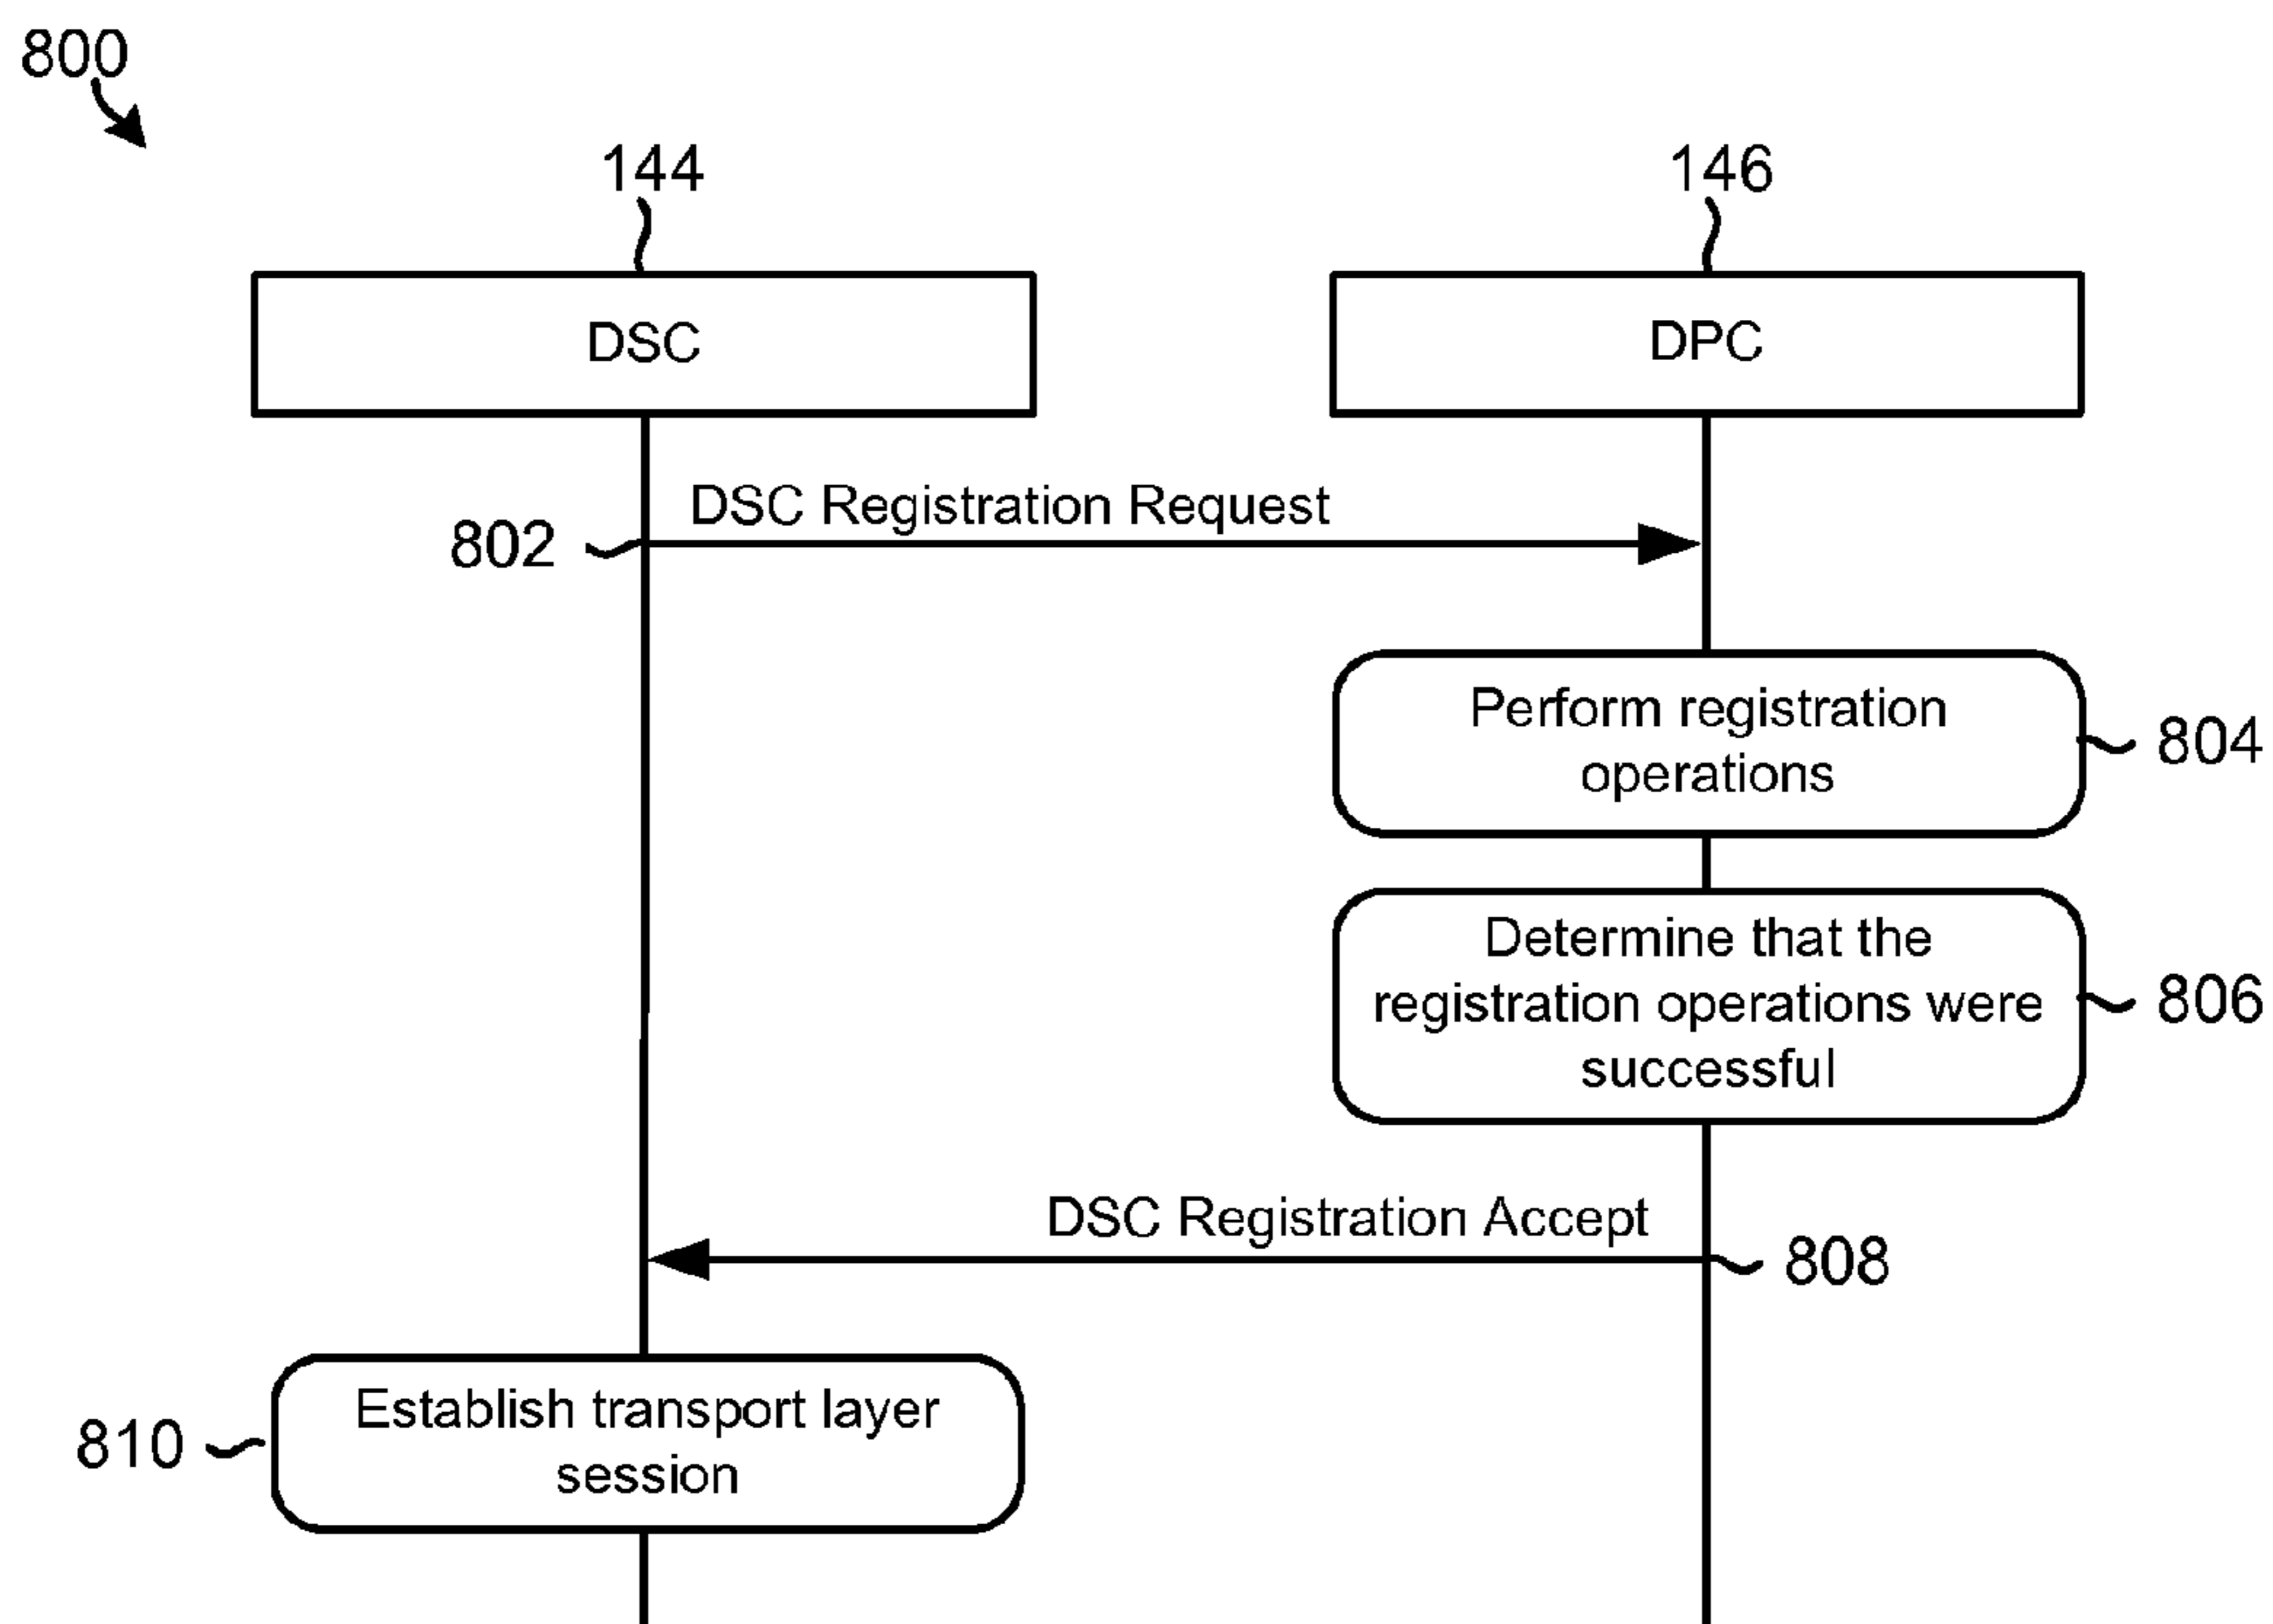 800
144
146
DSC
DPC
DSC Registration Request
802
Perform registration
operations
804
Determine that the
registration operations were
successful
806
DSC Registration Accept
808
Establish transport layer
session
810